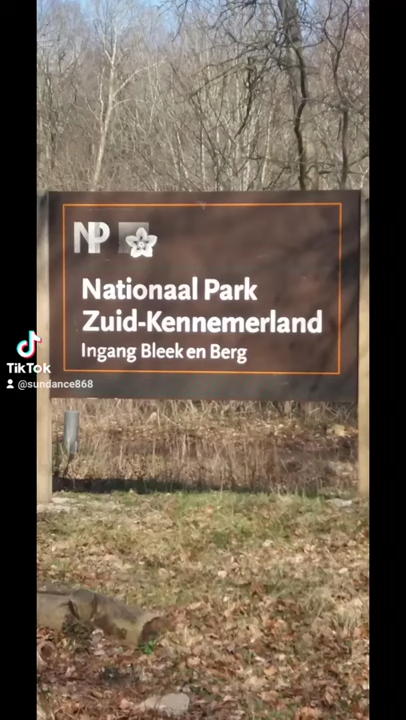 NP
Nationaal Park
Zuid-Kennemerland
Ingang Bleek en Berg
TikTok
@sundance868